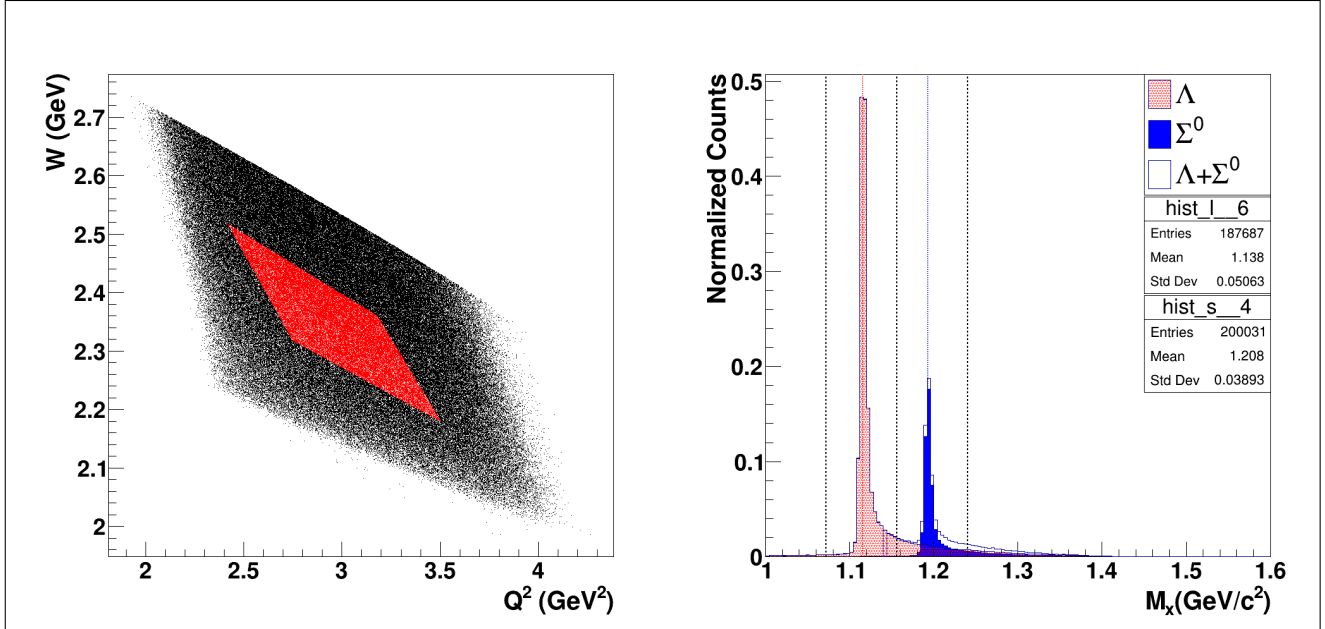 W (GeV)
2.7
2.6
2.5
2.4
2.3
2.2
2.1
2
2
2.5
3
3.5
4
Q² (GeV²)
Normalized Counts
0.5
0.4
0.3
0.2
0.1
0
1
1.1
1.2
1.3
1.4
1.5
1.6
Mₓ(GeV/c²)
Λ
Σ⁰
Λ+Σ⁰
hist_l__6
Entries 187687
Mean 1.138
Std Dev 0.05063
hist_s__4
Entries 200031
Mean 1.208
Std Dev 0.03893